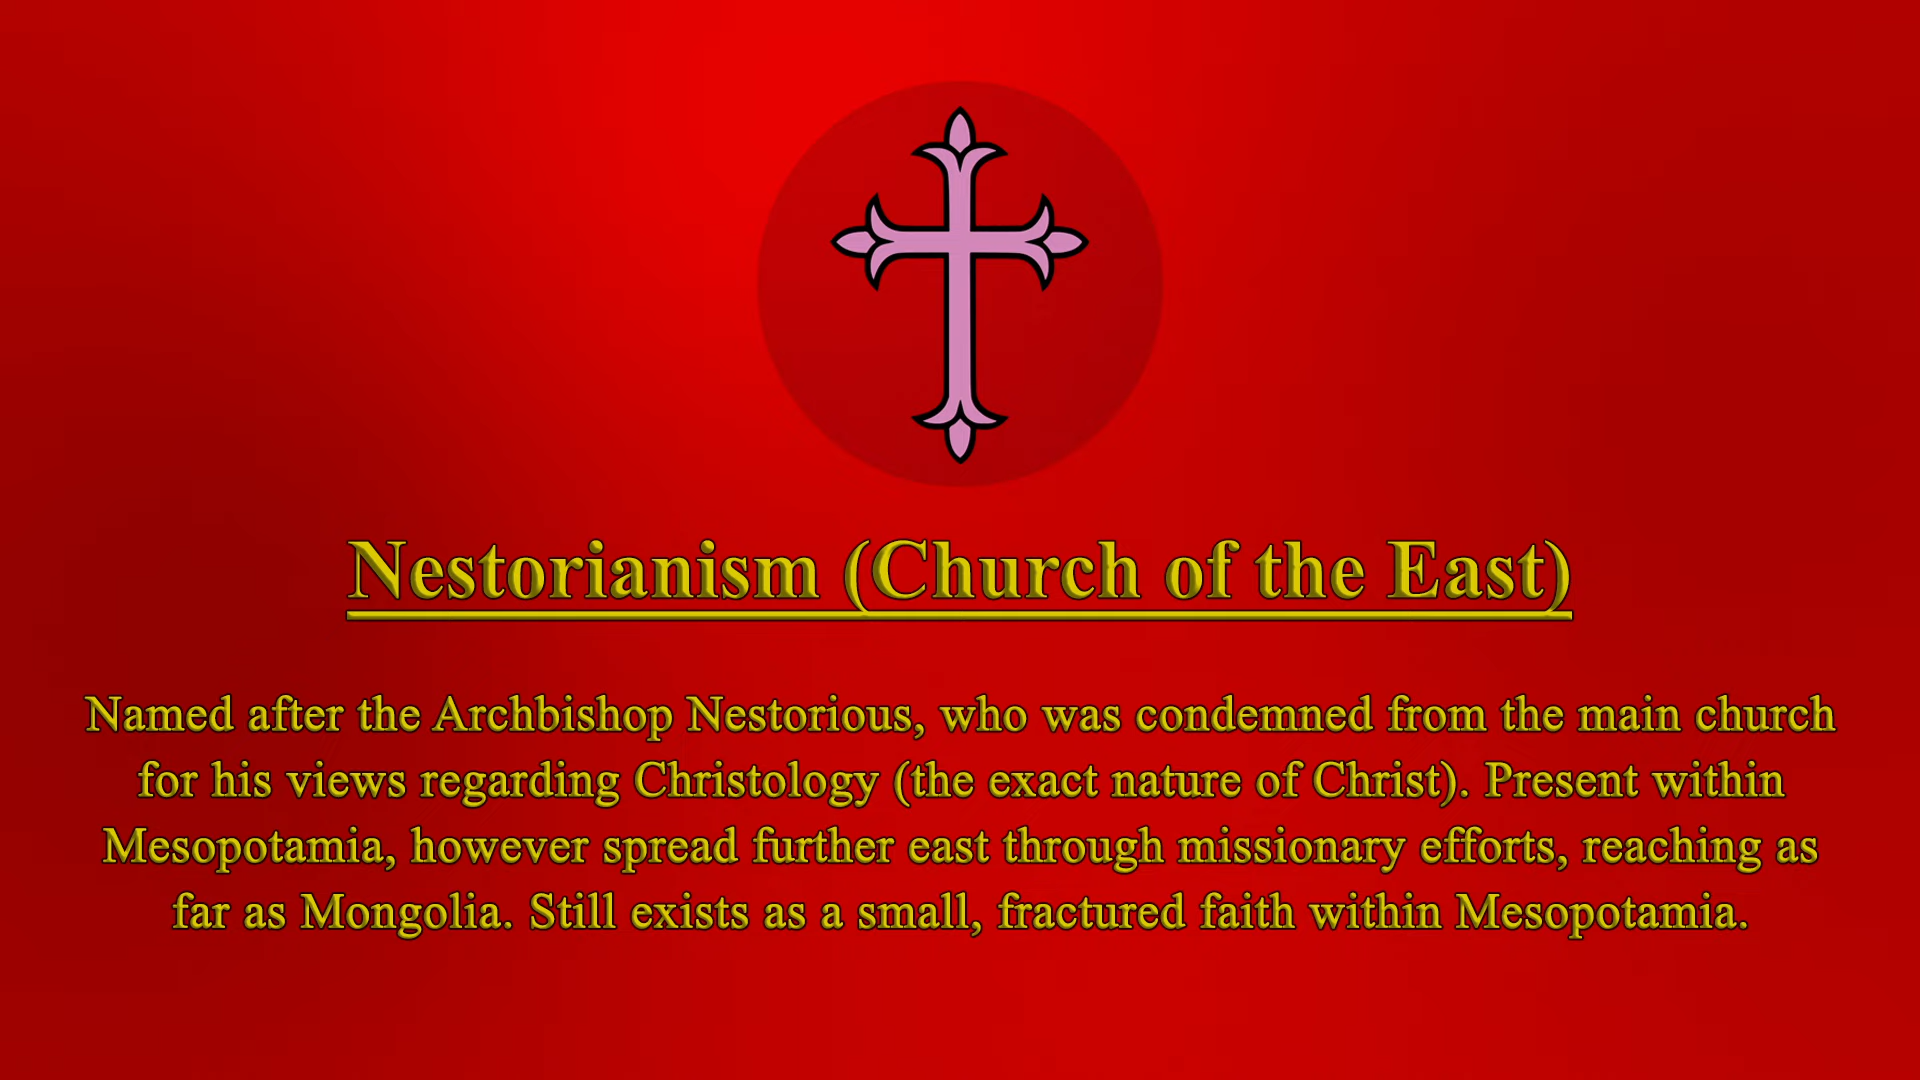 Nestorianism (Church of the East)
Named after the Archbishop Nestorious, who was condemned from the main church
for his views regarding Christology (the exact nature of Christ). Present within
Mesopotamia, however spread further east through missionary efforts, reaching as
far as Mongolia. Still exists as a small, fractured faith within Mesopotamia.